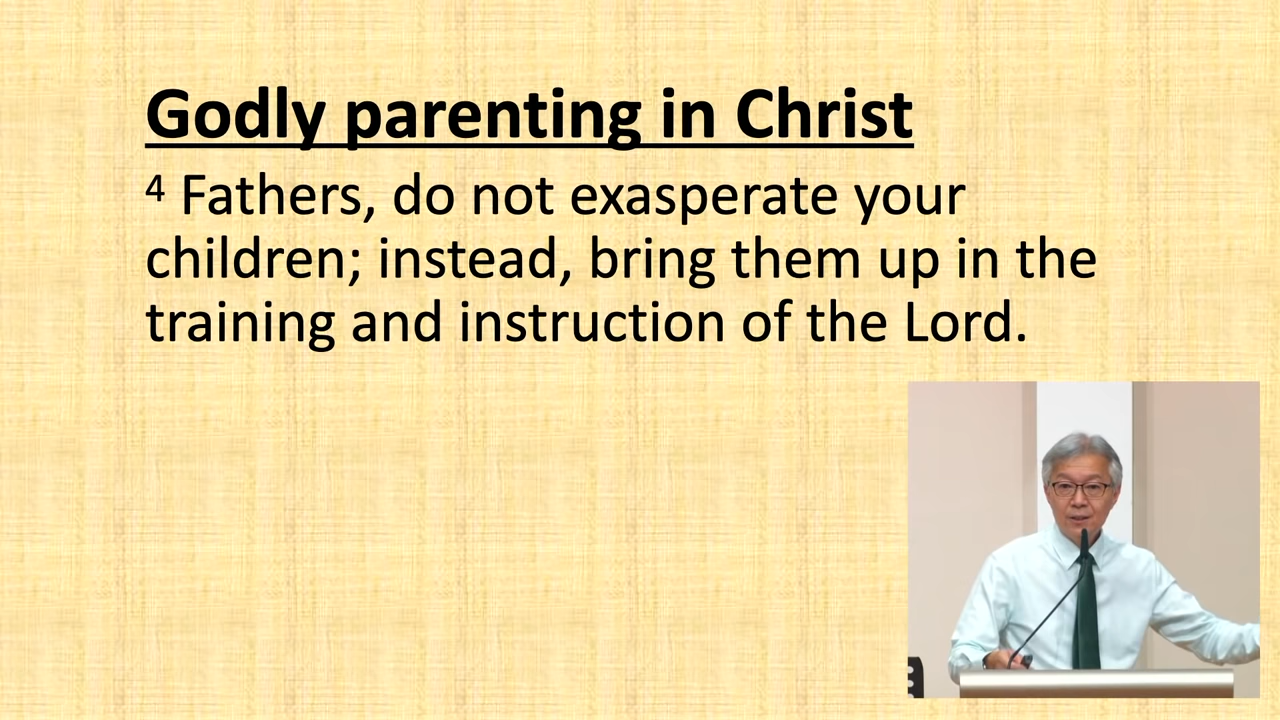 Godly parenting in Christ
4 Fathers, do not exasperate your
children; instead, bring them up in the
training and instruction of the Lord.